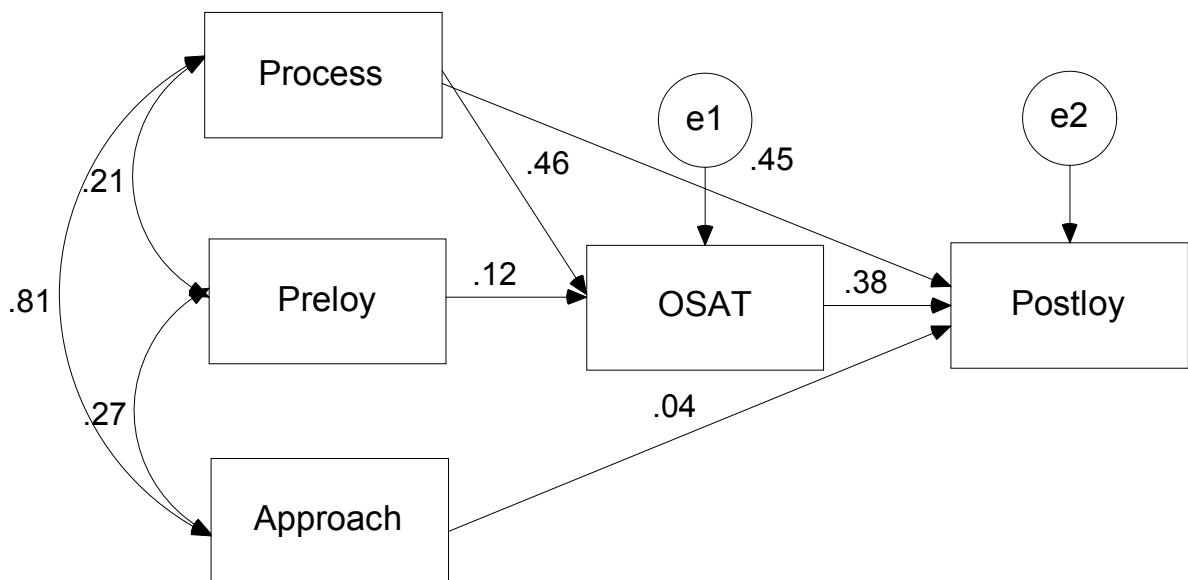 Process
e1
e2
.21
.46
.45
Preloy
.12
OSAT
.38
Postloy
.81
.27
.04
Approach